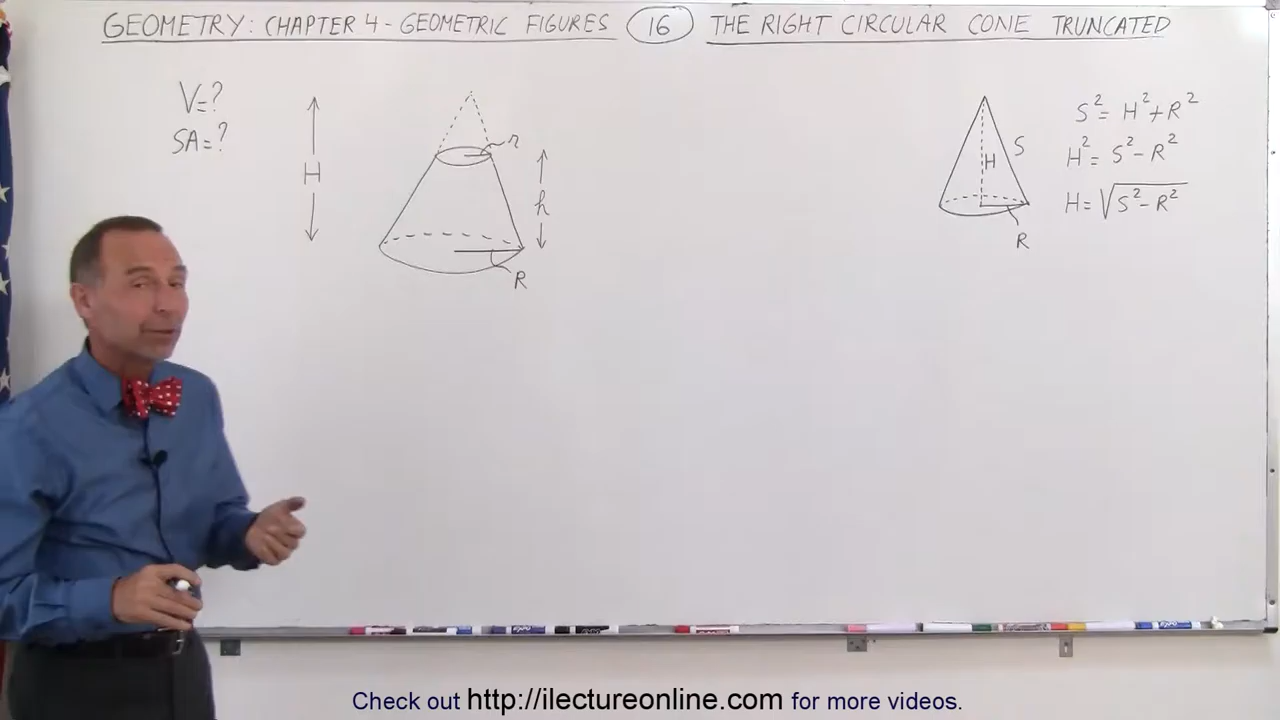 GEOMETRY: CHAPTER 4 - GEOMETRIC FIGURES 16 THE RIGHT CIRCULAR CONE TRUNCATED
V=?
SA=?
H
r
h
R
H
S
R
S²= H²+R²
H²= S²-R²
H= √S²-R²
Check out http://ilectureonline.com for more videos.